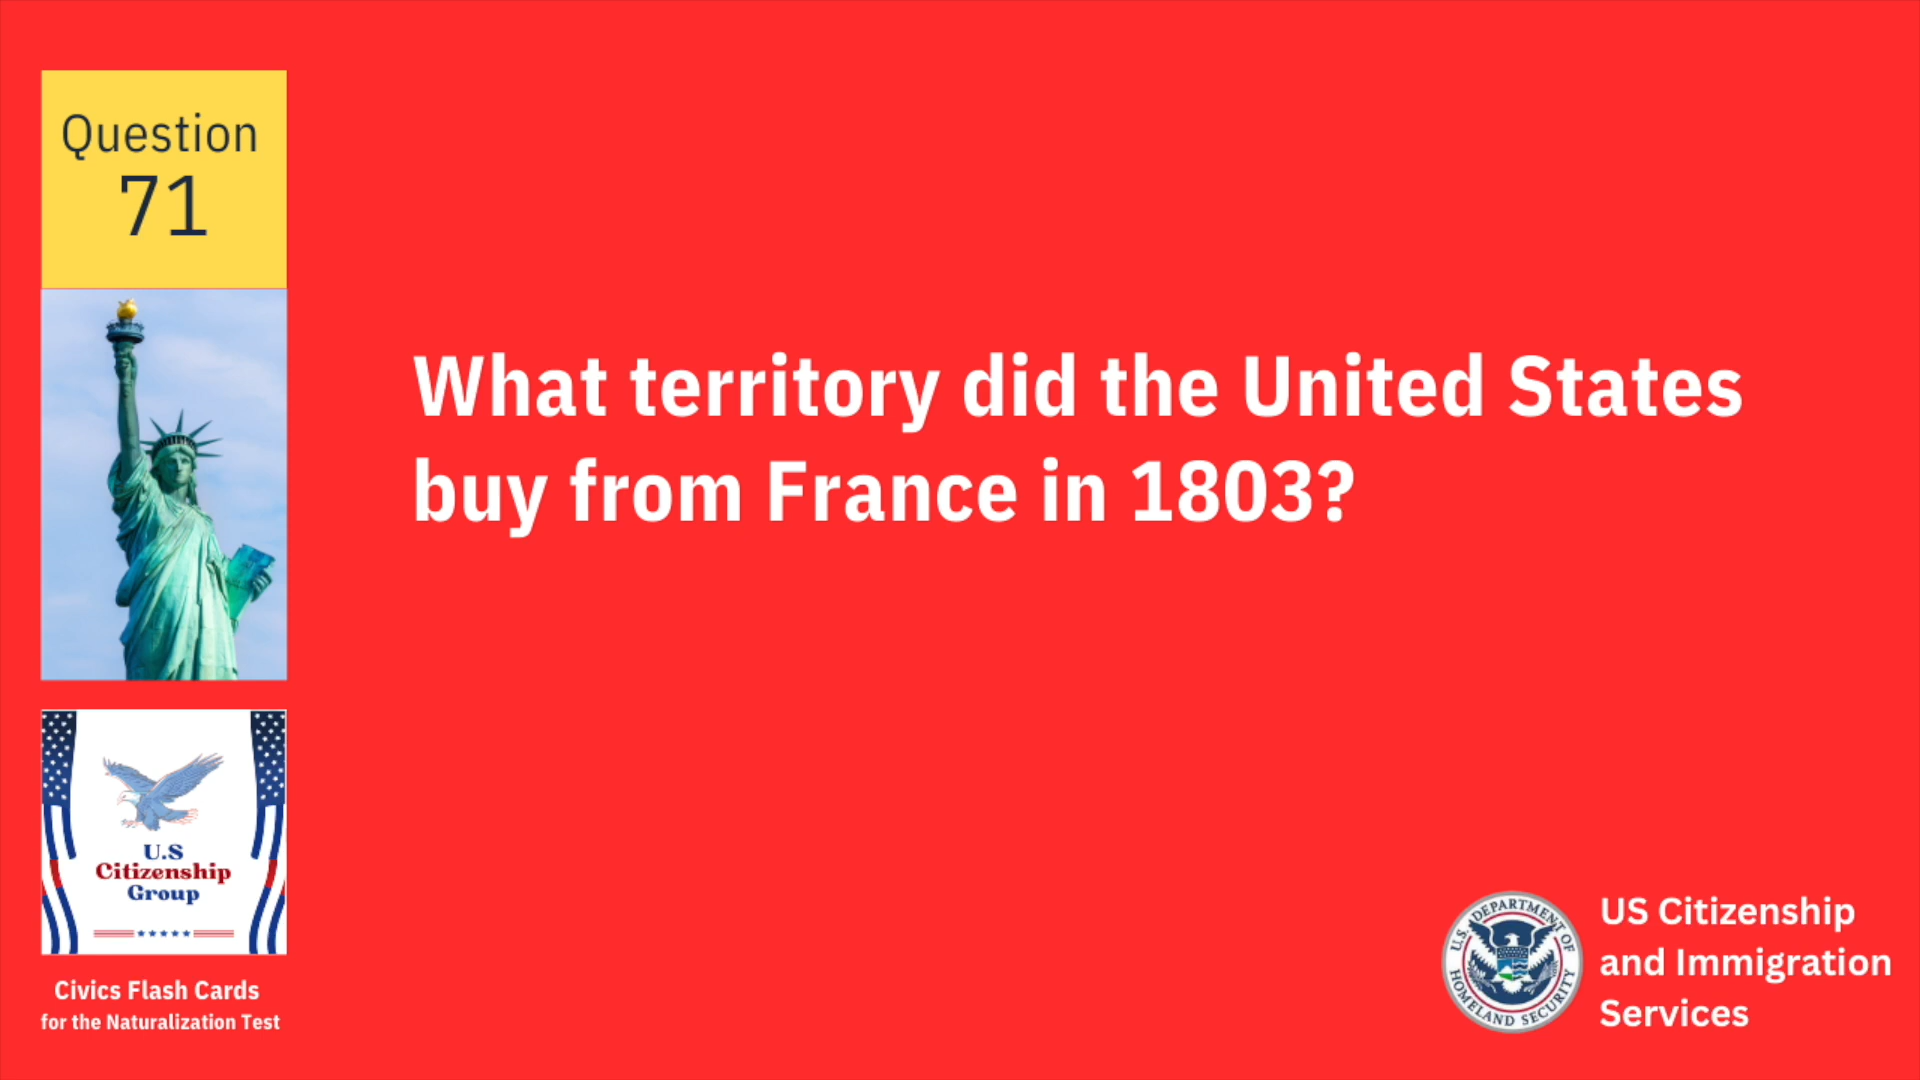 Question
71
What territory did the United States
buy from France in 1803?
U.S
Citizenship
Group
Civics Flash Cards
for the Naturalization Test
U.S. DEPARTMENT OF
HOMELAND SECURITY
US Citizenship
and Immigration
Services